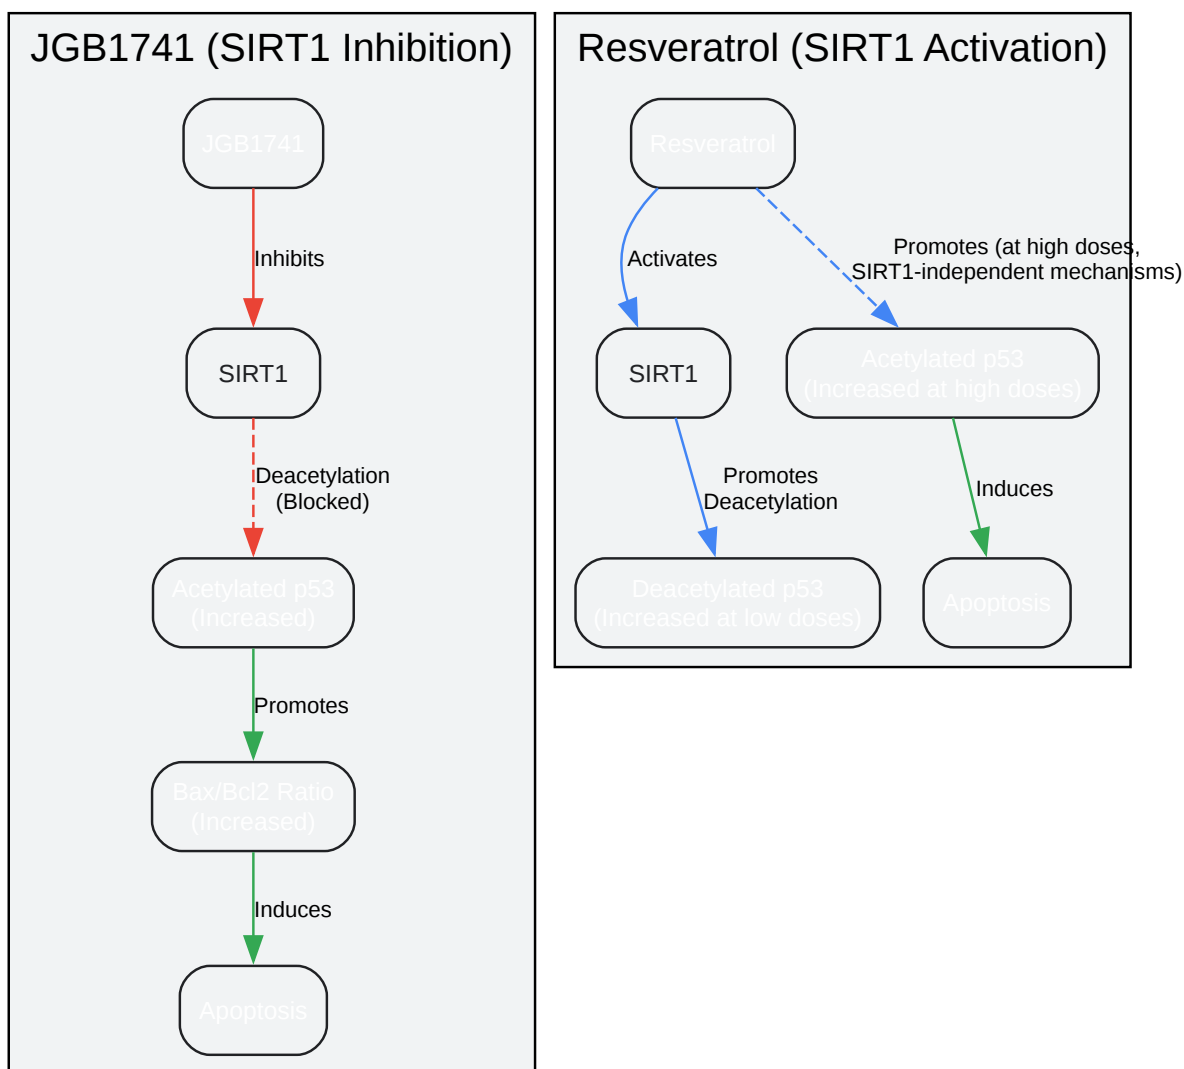 JGB1741 (SIRT1 Inhibition)
JGB1741
Inhibits
SIRT1
Deacetylation
(Blocked)
Acetylated p53
(Increased)
Promotes
Bax/Bcl2 Ratio
(Increased)
Induces
Apoptosis
Resveratrol (SIRT1 Activation)
Resveratrol
Activates
Promotes (at high doses,
SIRT1-independent mechanisms)
SIRT1
Acetylated p53
(Increased at high doses)
Promotes
Deacetylation
Induces
Deacetylated p53
(Increased at low doses)
Apoptosis